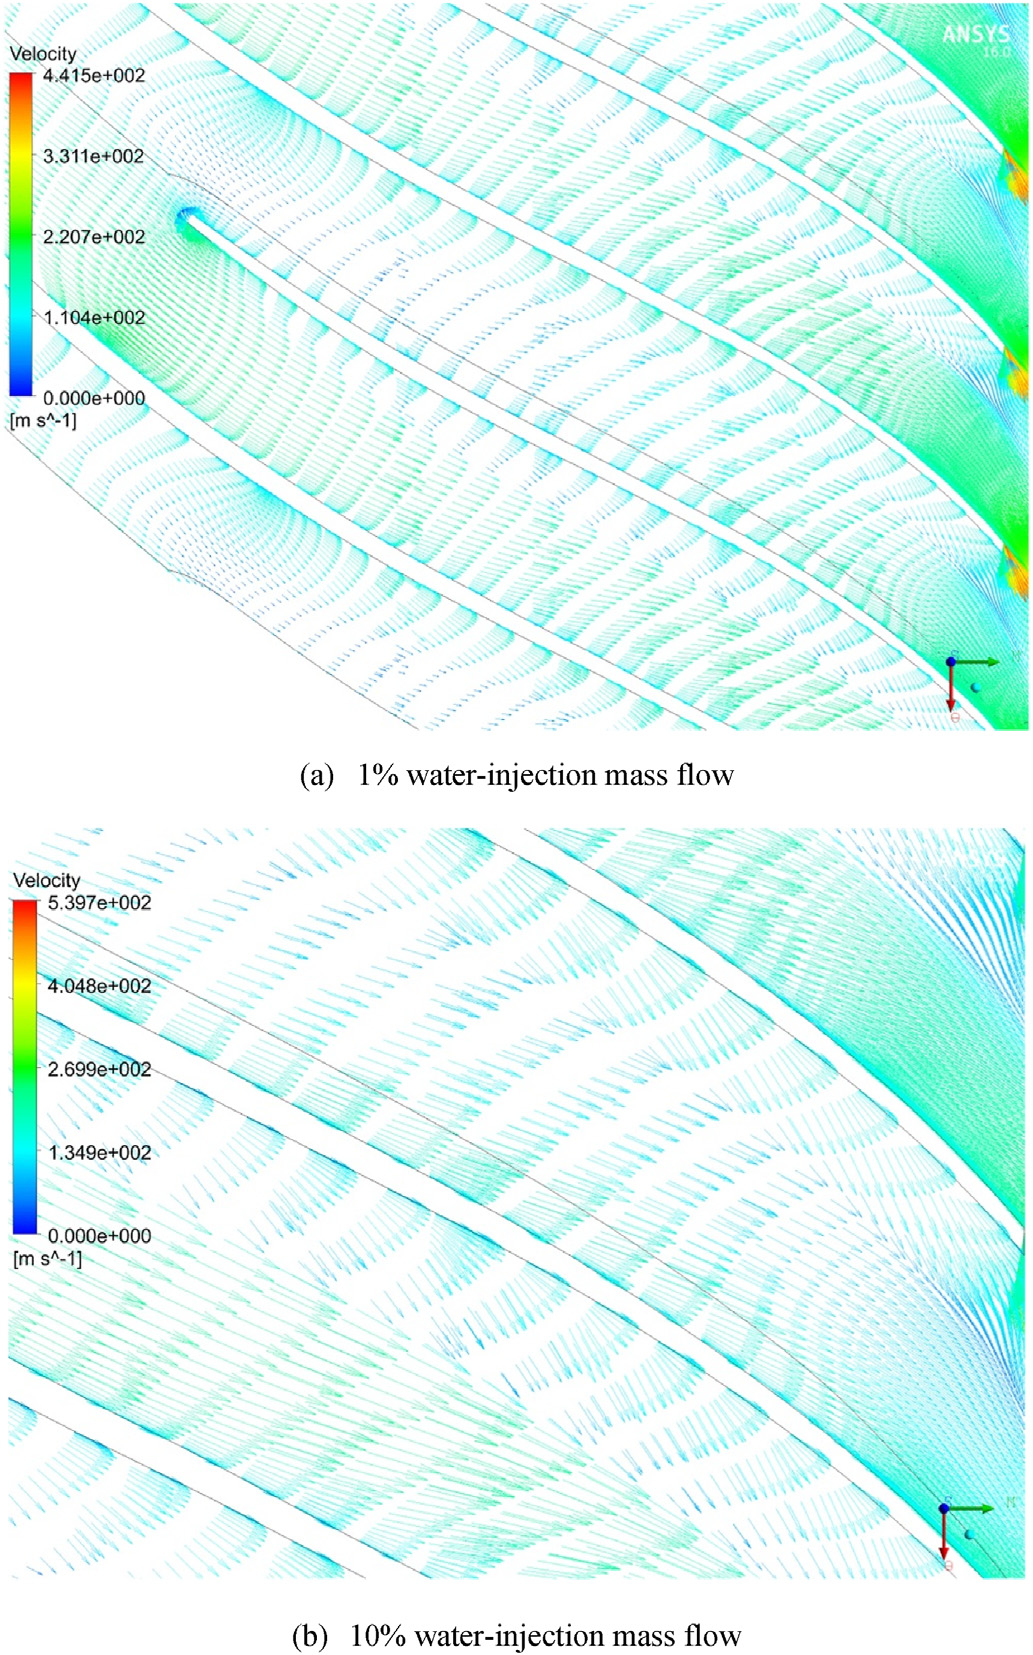 ANSYS
16.0
Velocity
4.415e+002
3.311e+002
2.207e+002
1.104e+002
0.000e+000
[m s^-1]
θ
(a) 1% water-injection mass flow
Velocity
5.397e+002
4.048e+002
2.699e+002
1.349e+002
0.000e+000
[m s^-1]
M
θ
(b) 10% water-injection mass flow